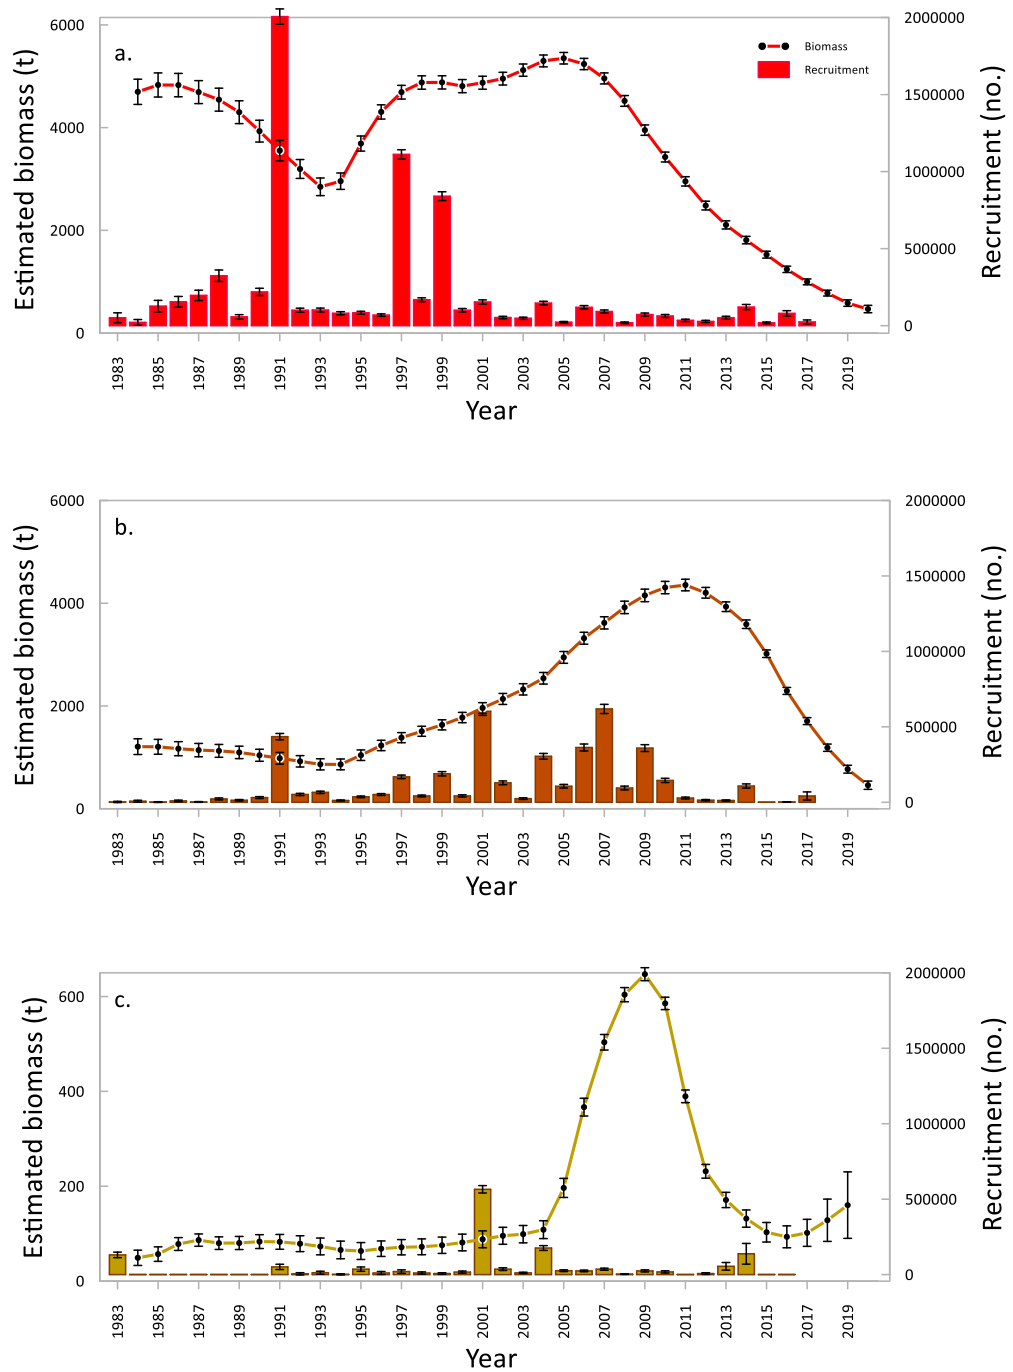 a.
Biomass
Recruitment
Estimated biomass (t)
6000
4000
2000
0
Recruitment (no.)
2000000
1500000
1000000
500000
0
1983 1985 1987 1989 1991 1993 1995 1997 1999 2001 2003 2005 2007 2009 2011 2013 2015 2017 2019
Year
b.
Estimated biomass (t)
6000
4000
2000
0
Recruitment (no.)
2000000
1500000
1000000
500000
0
1983 1985 1987 1989 1991 1993 1995 1997 1999 2001 2003 2005 2007 2009 2011 2013 2015 2017 2019
Year
c.
Estimated biomass (t)
600
400
200
0
Recruitment (no.)
2000000
1500000
1000000
500000
0
1983 1985 1987 1989 1991 1993 1995 1997 1999 2001 2003 2005 2007 2009 2011 2013 2015 2017 2019
Year